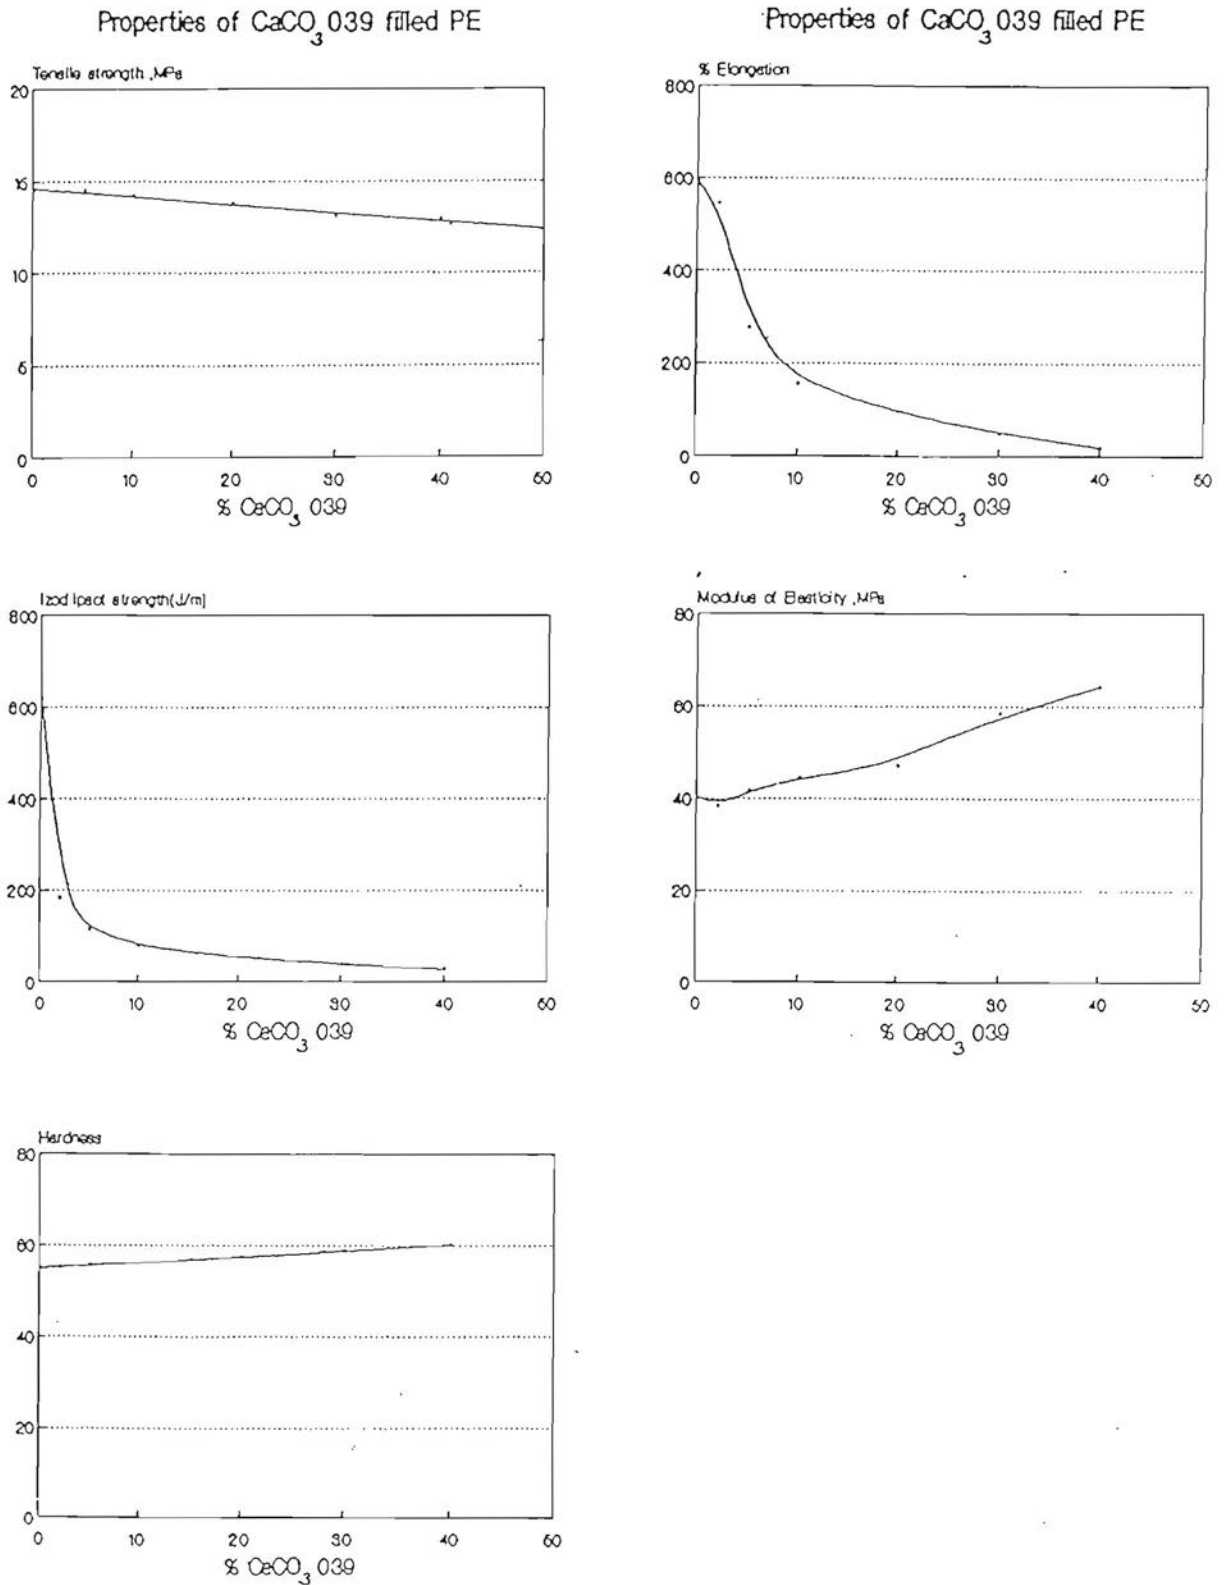 Properties of CaCO3 039 filled PE
Tensile strength ,MPa
20
15
10
5
0
0 10 20 30 40 50
% CaCO3 039
Properties of CaCO3 039 filled PE
% Elongation
800
600
400
200
0
0 10 20 30 40 50
% CaCO3 039
Izod Ipact strength(J/m)
800
600
400
200
0
0 10 20 30 40 50
% CaCO3 039
Modulus of Elasticity ,MPa
80
60
40
20
0
0 10 20 30 40 50
% CaCO3 039
Hardness
80
60
40
20
0
0 10 20 30 40 50
% CaCO3 039